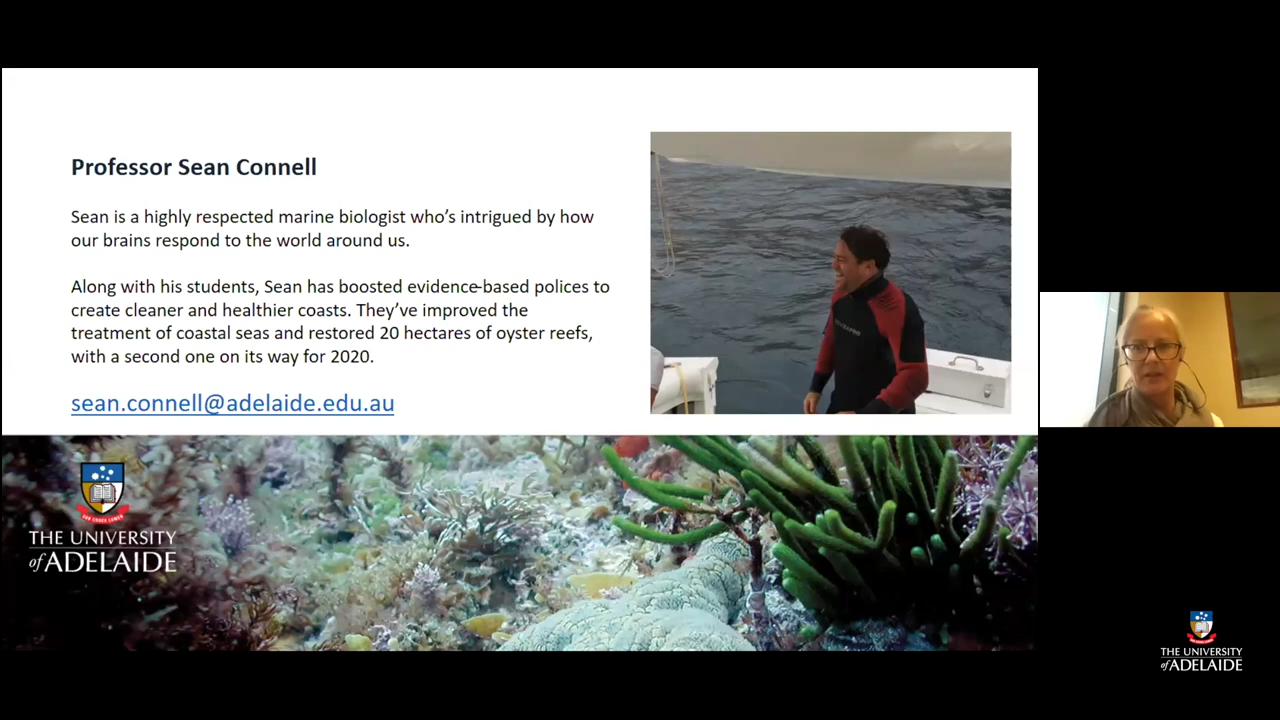 Professor Sean Connell
Sean is a highly respected marine biologist who's intrigued by how
our brains respond to the world around us.
Along with his students, Sean has boosted evidence-based polices to
create cleaner and healthier coasts. They've improved the
treatment of coastal seas and restored 20 hectares of oyster reefs,
with a second one on its way for 2020.
sean.connell@adelaide.edu.au
THE UNIVERSITY
of ADELAIDE
THE UNIVERSITY
of ADELAIDE